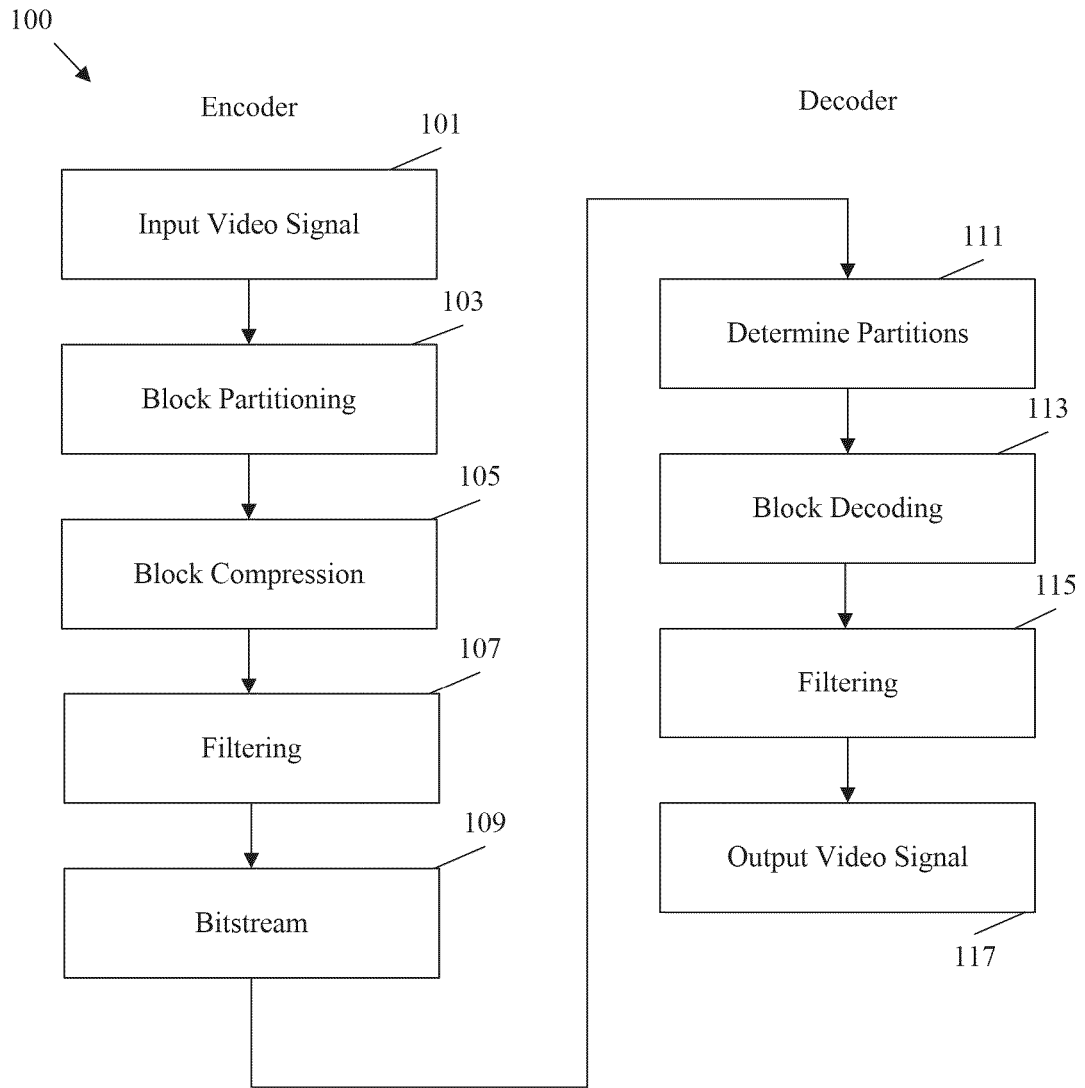 100
Encoder
101
Input Video Signal
103
Block Partitioning
105
Block Compression
107
Filtering
109
Bitstream
Decoder
111
Determine Partitions
113
Block Decoding
115
Filtering
Output Video Signal
117